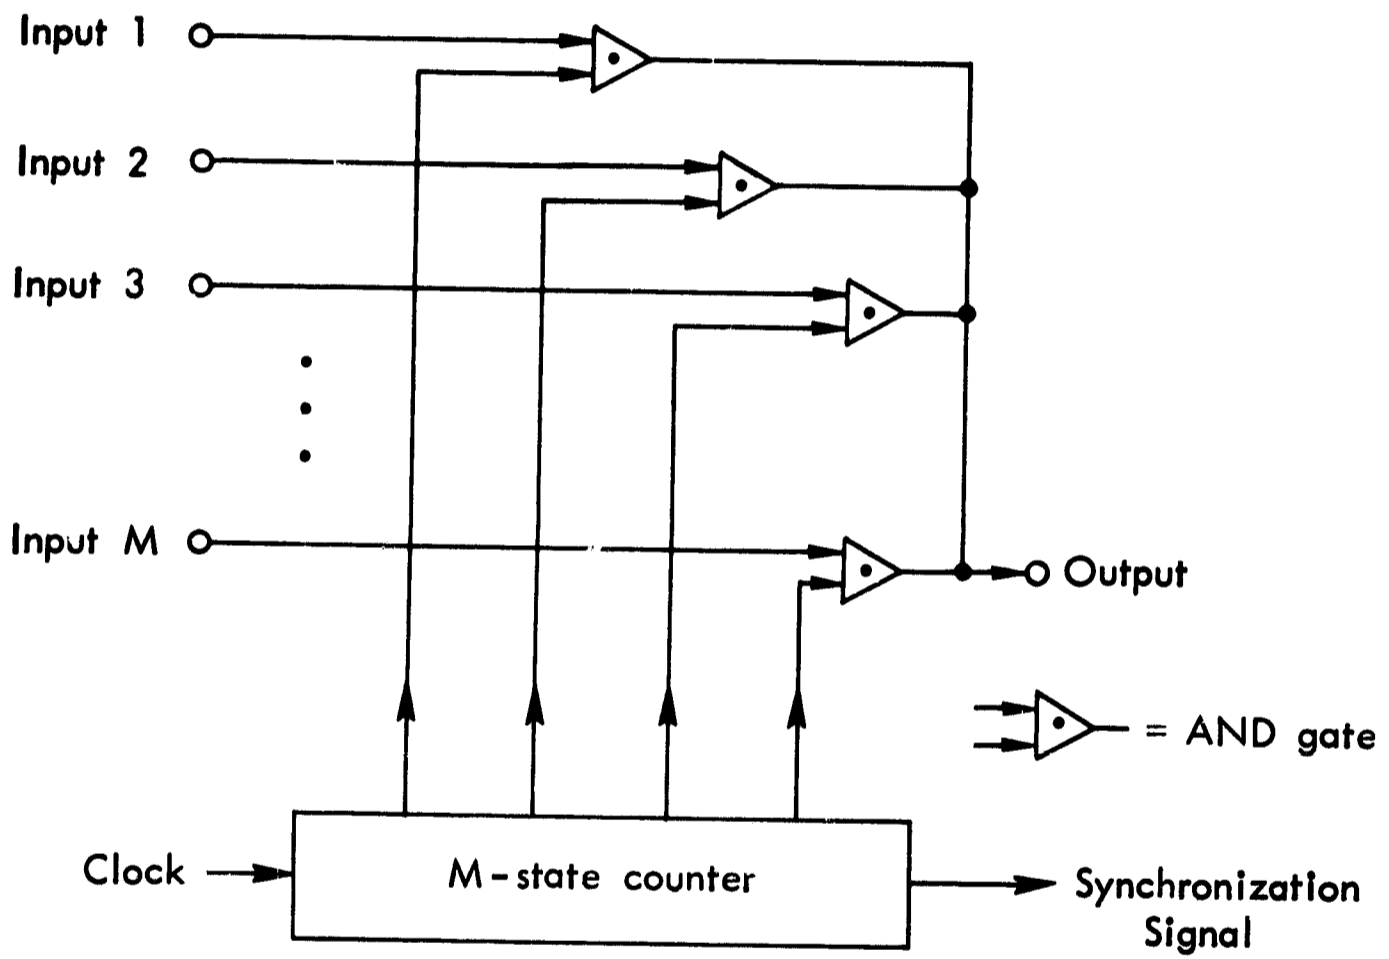 Input 1
Input 2
Input 3
Input M
Output
= AND gate
Clock
M-state counter
Synchronization
Signal